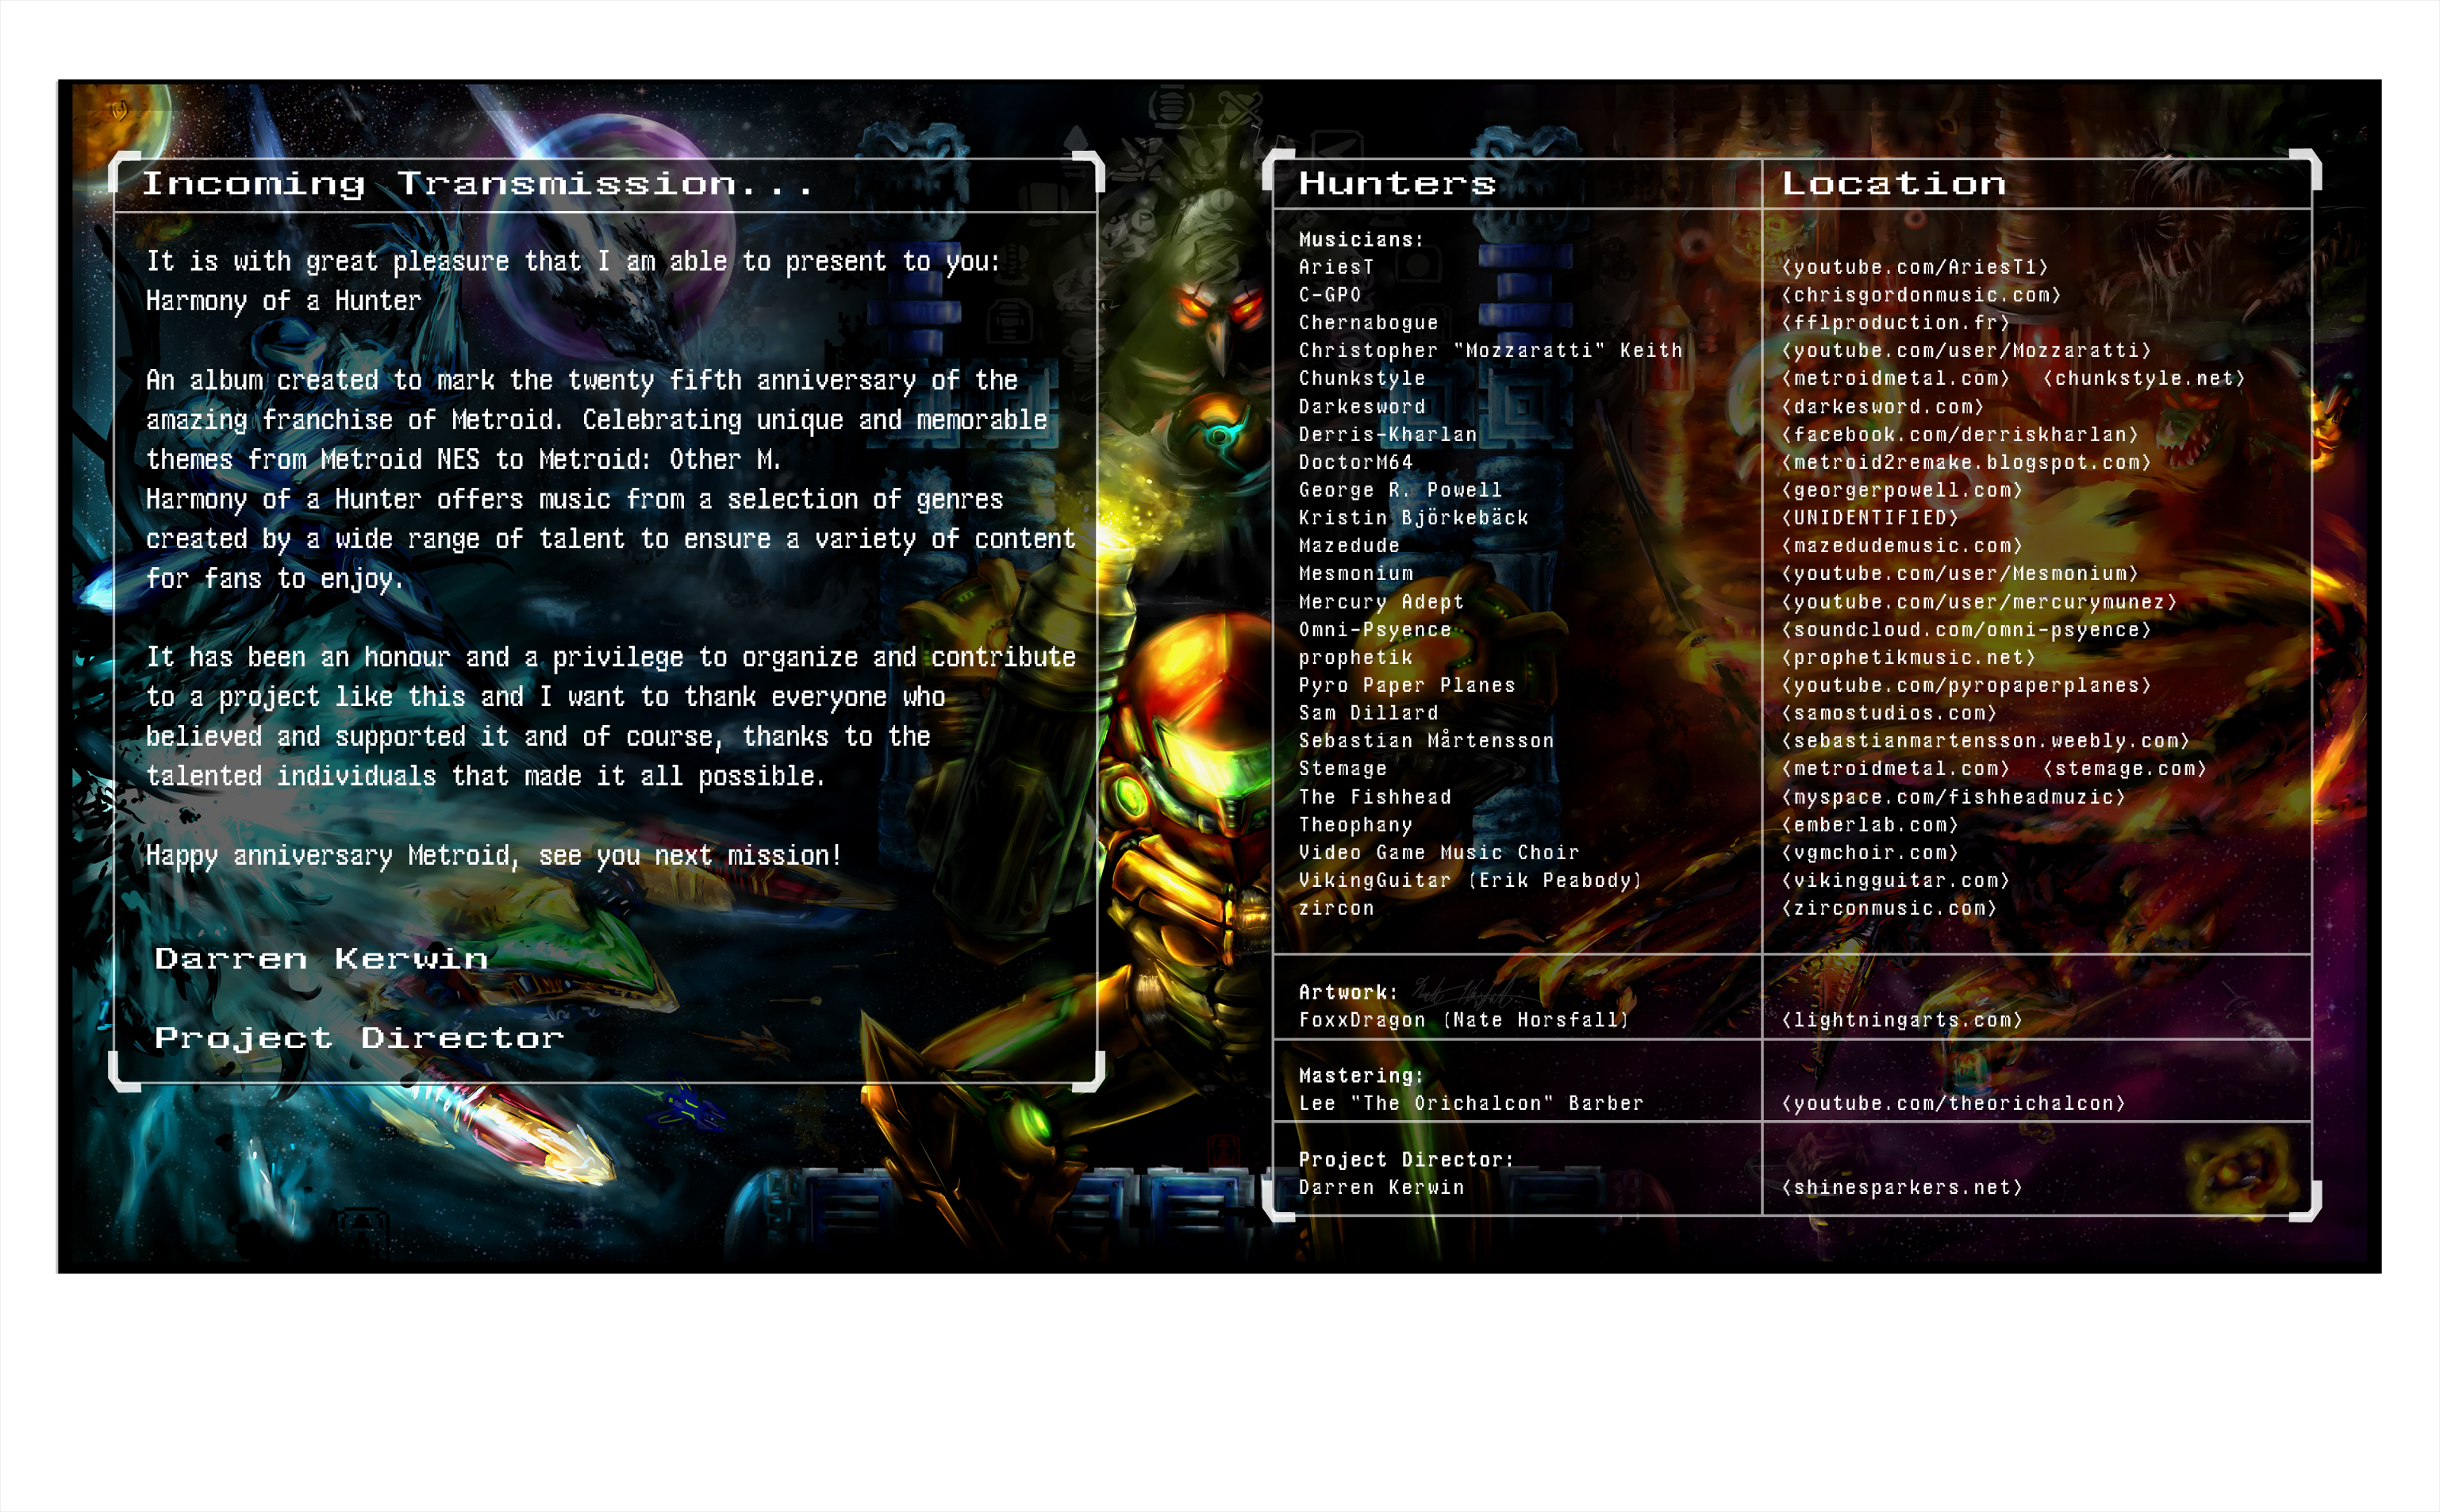 Incoming Transmission...
It is with great pleasure that I am able to present to you:
Harmony of a Hunter
An album created to mark the twenty fifth anniversary of the
amazing franchise of Metroid. Celebrating unique and memorable
themes from Metroid NES to Metroid: Other M.
Harmony of a Hunter offers music from a selection of genres
created by a wide range of talent to ensure a variety of content
for fans to enjoy.
It has been an honour and a privilege to organize and contribute
to a project like this and I want to thank everyone who
believed and supported it and of course, thanks to the
talented individuals that made it all possible.
Happy anniversary Metroid, see you next mission!
Darren Kerwin
Project Director
Hunters Location
Musicians:
AriesT <youtube.com/AriesT1>
C-GPO <chrisgordonmusic.com>
Chernabogue <fflproduction.fr>
Christopher "Mozzaratti" Keith <youtube.com/user/Mozzaratti>
Chunkstyle <metroidmetal.com> <chunkstyle.net>
Darkesword <darkesword.com>
Derris-Kharlan <facebook.com/derriskharlan>
DoctorM64 <metroid2remake.blogspot.com>
George R. Powell <georgerpowell.com>
Kristin Björkebäck <UNIDENTIFIED>
Mazedude <mazedudemusic.com>
Mesmonium <youtube.com/user/Mesmonium>
Mercury Adept <youtube.com/user/mercurymunez>
Omni-Psyence <soundcloud.com/omni-psyence>
prophetik <prophetikmusic.net>
Pyro Paper Planes <youtube.com/pyropaperplanes>
Sam Dillard <samostudios.com>
Sebastian Mårtensson <sebastianmartensson.weebly.com>
Stemage <metroidmetal.com> <stemage.com>
The Fishhead <myspace.com/fishheadmuzic>
Theophany <emberlab.com>
Video Game Music Choir <vgmchoir.com>
VikingGuitar (Erik Peabody) <vikingguitar.com>
zircon <zirconmusic.com>
Artwork:
FoxxDragon (Nate Horsfall) <lightningarts.com>
Mastering:
Lee "The Orichalcon" Barber <youtube.com/theorichalcon>
Project Director:
Darren Kerwin <shinesparkers.net>